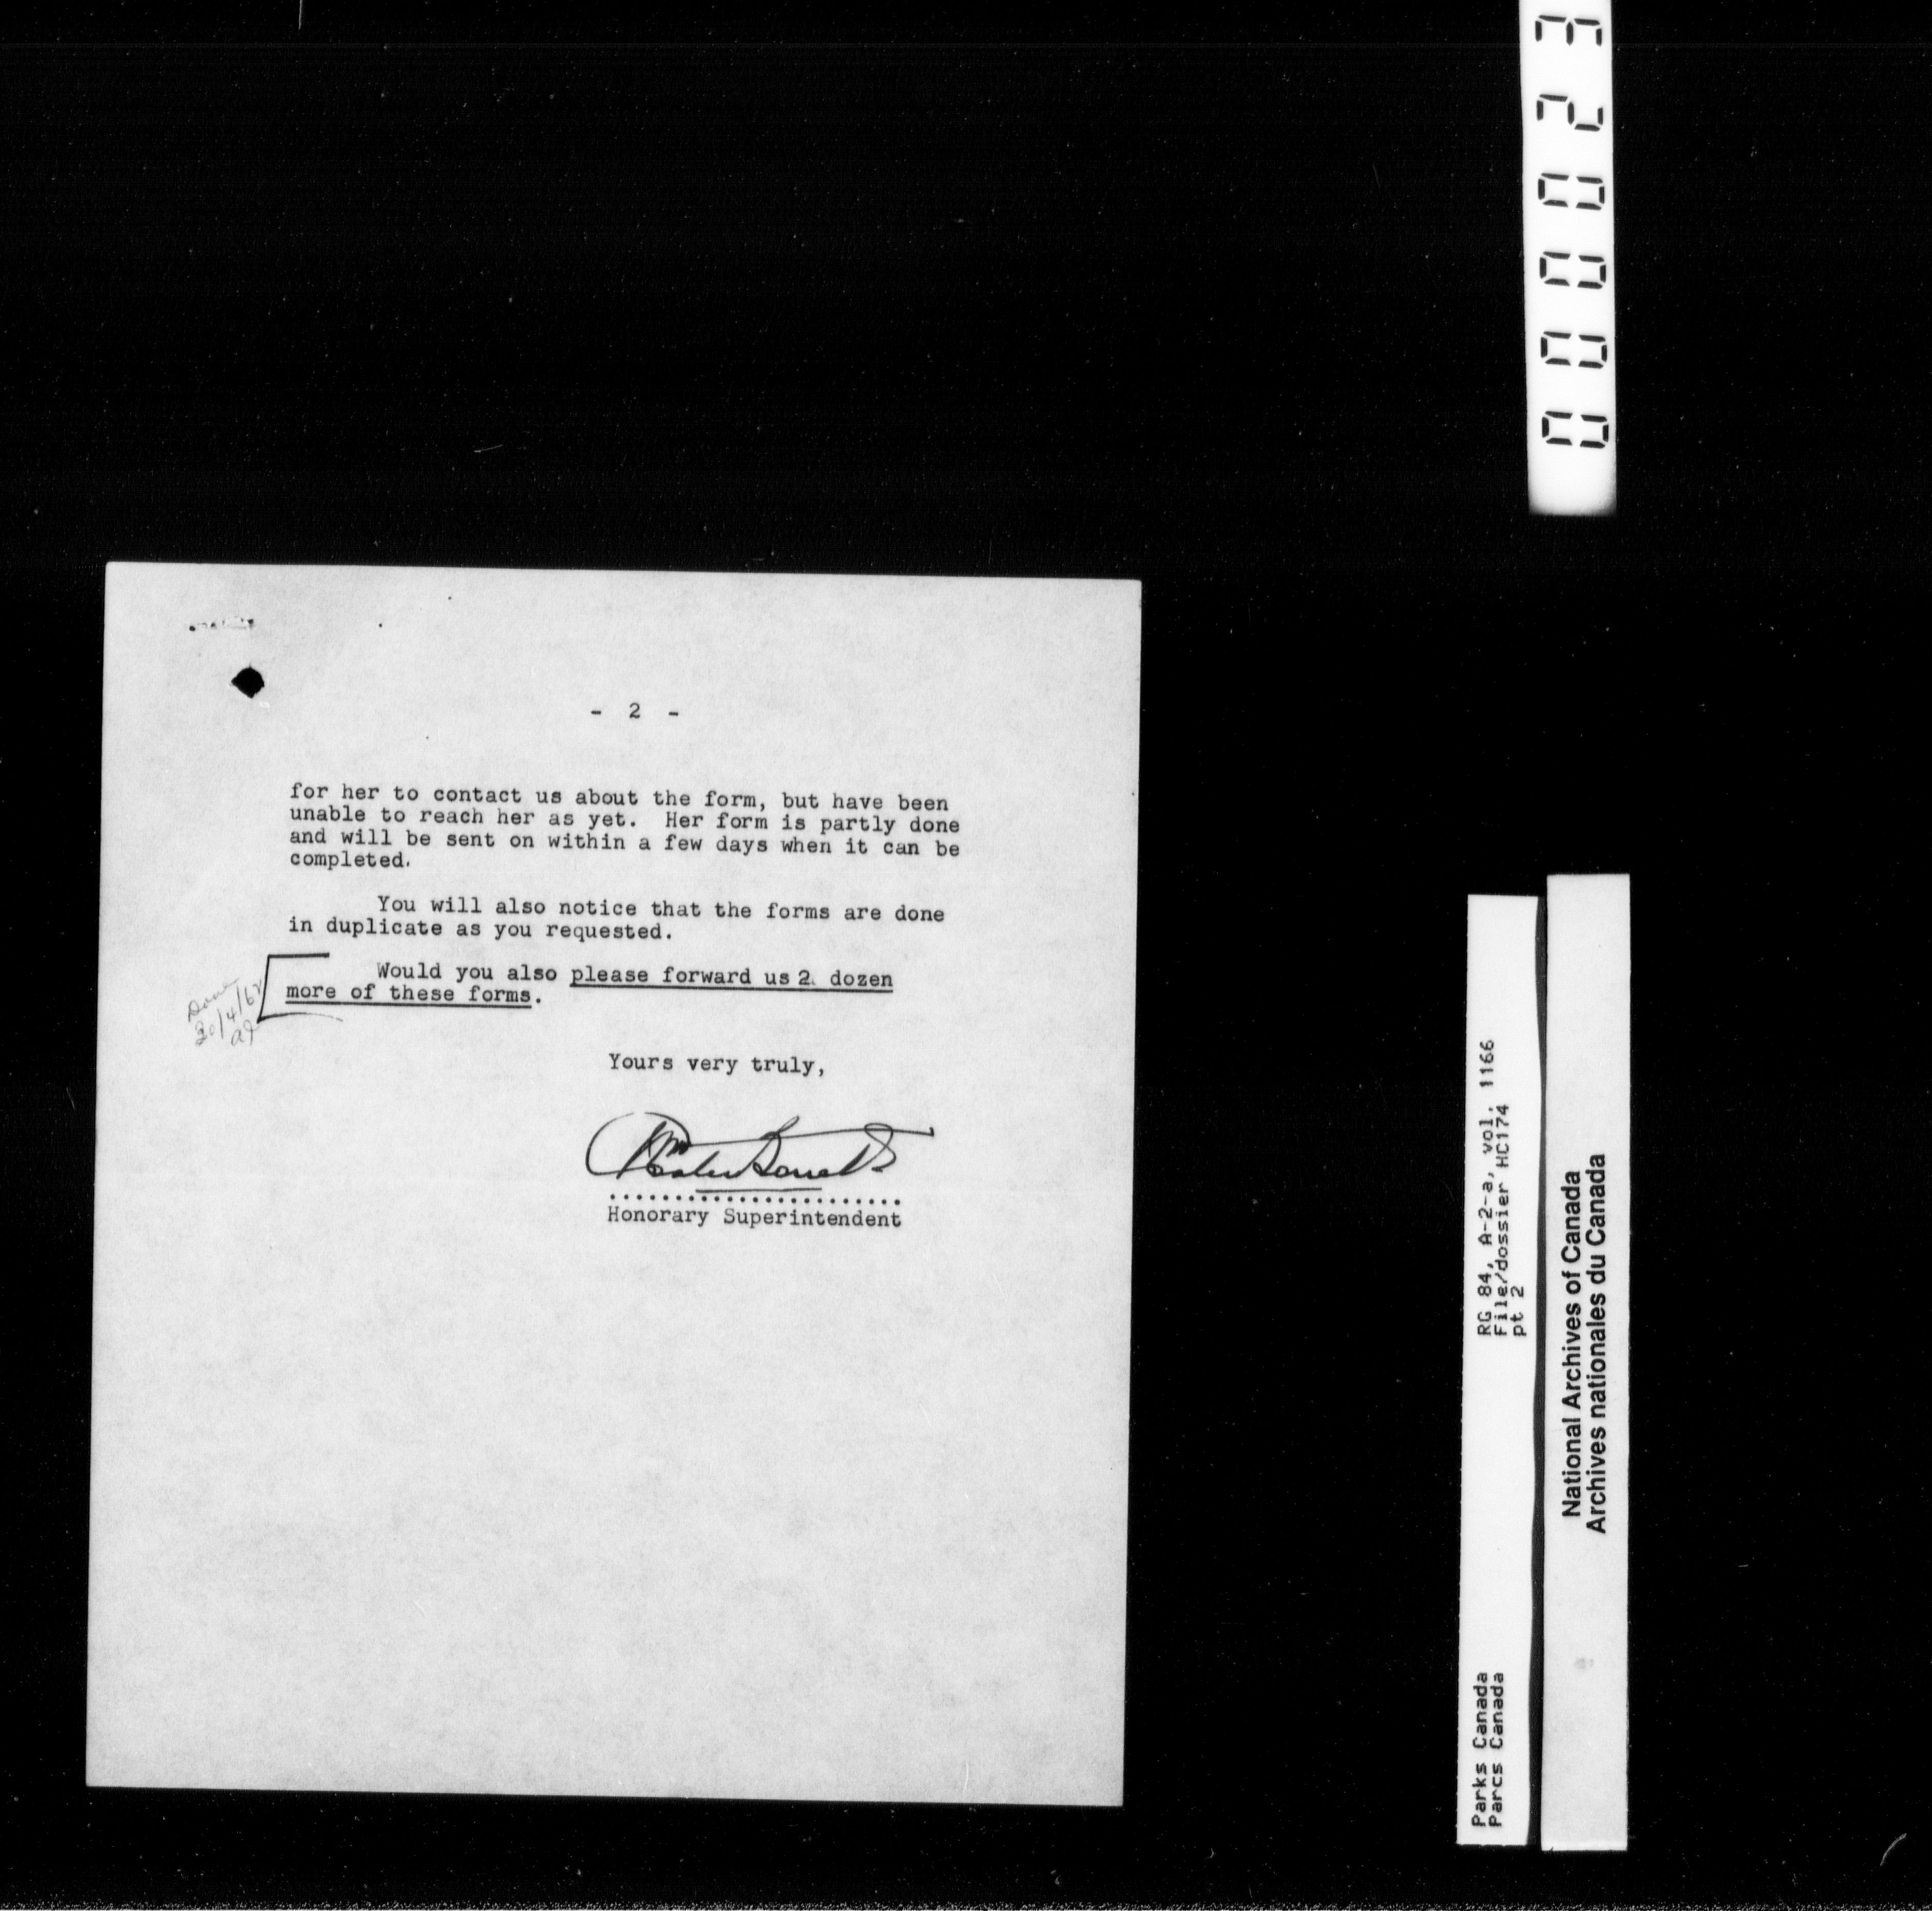 - 2 -
for her to contact us about the form, but have been
unable to reach her as yet. Her form is partly done
and will be sent on within a few days when it can be
completed.
You will also notice that the forms are done
in duplicate as you requested.
Would you also please forward us 2 dozen
more of these forms.
Done
30/4/62
Yours very truly,
Honorary Superintendent
000023
RG 84, A-2-a, vol. 1166
File/dossier HC174
pt 2
Parks Canada
Parcs Canada
National Archives of Canada
Archives nationales du Canada